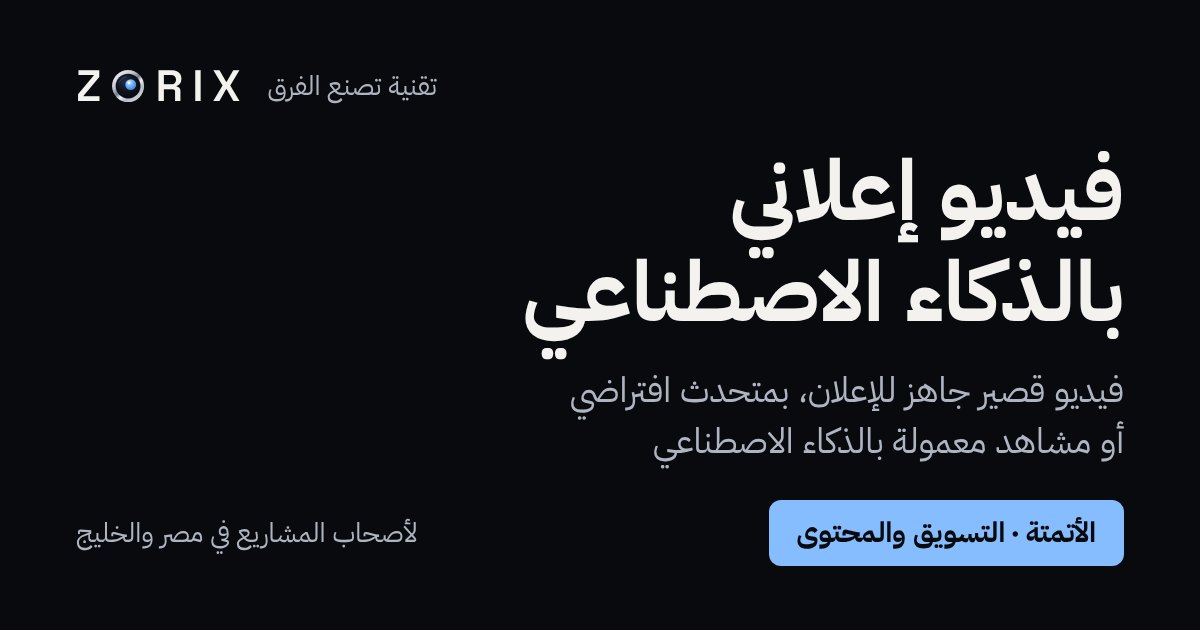 ZORIX
تقنية تصنع الفرق
فيديو إعلاني
بالذكاء الاصطناعي
فيديو قصير جاهز للإعلان، بمتحدث افتراضي
أو مشاهد معمولة بالذكاء الاصطناعي
الأتمتة · التسويق والمحتوى
لأصحاب المشاريع في مصر والخليج